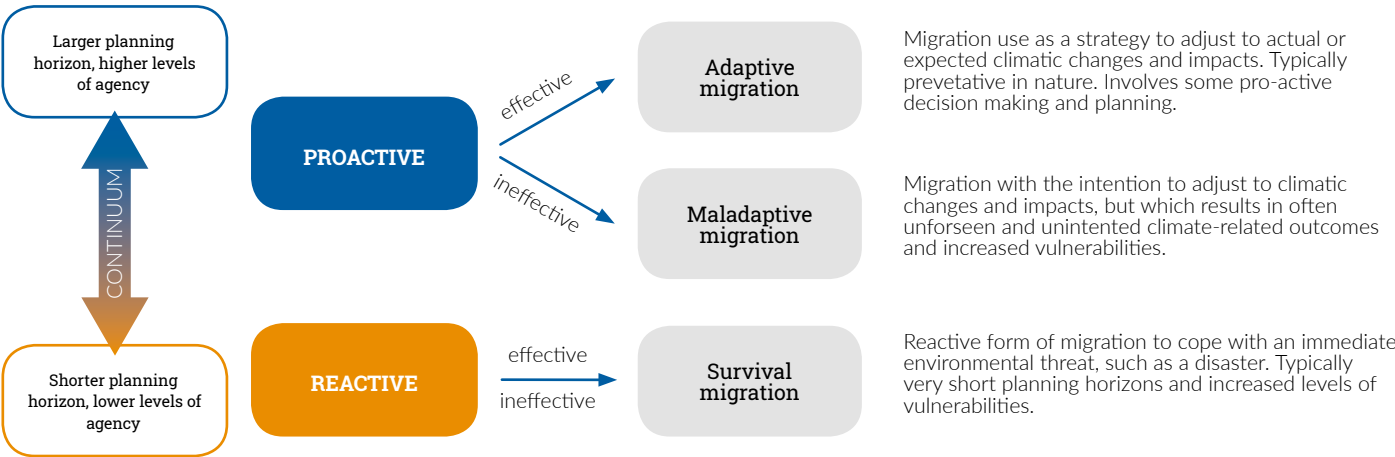 Larger planning
horizon, higher levels
of agency
CONTINUUM
Shorter planning
horizon, lower levels of
agency
PROACTIVE
effective
ineffective
Adaptive
migration
Migration use as a strategy to adjust to actual or
expected climatic changes and impacts. Typically
prevetative in nature. Involves some pro-active
decision making and planning.
Maladaptive
migration
Migration with the intention to adjust to climatic
changes and impacts, but which results in often
unforseen and unintented climate-related outcomes
and increased vulnerabilities.
REACTIVE
effective
ineffective
Survival
migration
Reactive form of migration to cope with an immediate
environmental threat, such as a disaster. Typically
very short planning horizons and increased levels of
vulnerabilities.